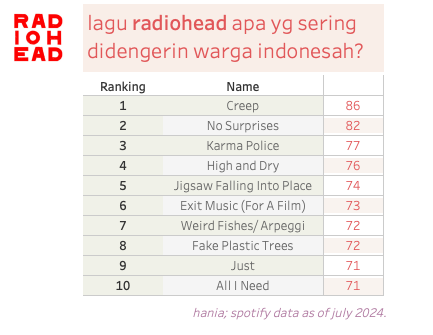 RAD
IOH
EAD
lagu radiohead apa yg sering
didengerin warga indonesah?
Ranking Name
1 Creep 86
2 No Surprises 82
3 Karma Police 77
4 High and Dry 76
5 Jigsaw Falling Into Place 74
6 Exit Music (For A Film) 73
7 Weird Fishes/ Arpeggi 72
8 Fake Plastic Trees 72
9 Just 71
10 All I Need 71
hania; spotify data as of july 2024.